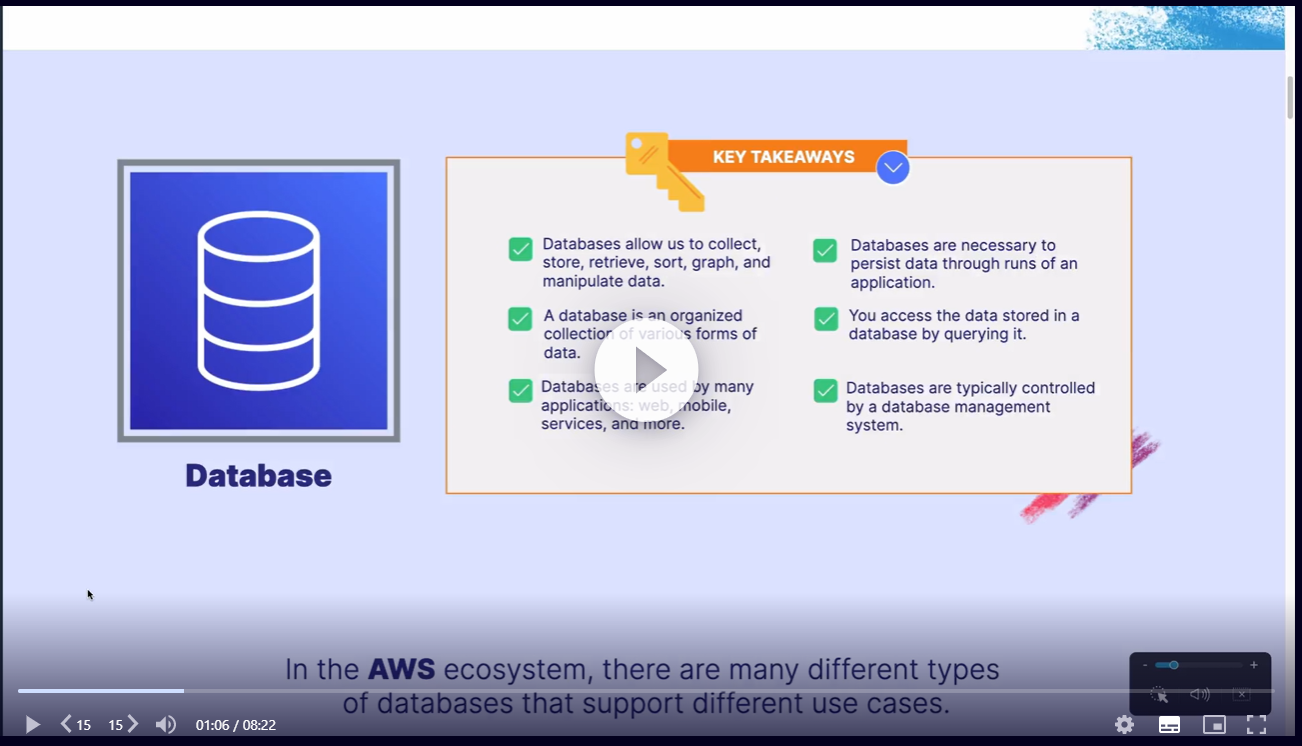 KEY TAKEAWAYS
Databases allow us to collect,
store, retrieve, sort, graph, and
manipulate data.
A database is an organized
collection of various forms of
data.
Databases are used by many
applications: web, mobile,
services, and more.
Databases are necessary to
persist data through runs of an
application.
You access the data stored in a
database by querying it.
Databases are typically controlled
by a database management
system.
Database
In the AWS ecosystem, there are many different types
of databases that support different use cases.
- +
15 15 01:06 / 08:22